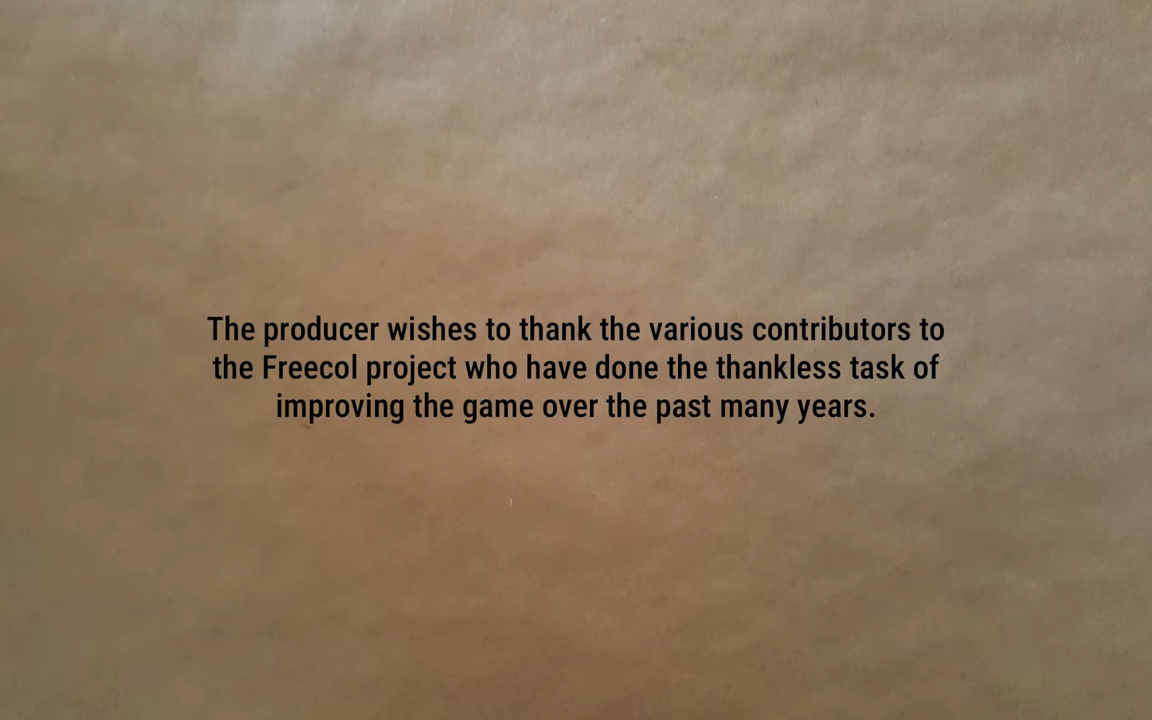 The producer wishes to thank the various contributors to
the Freecol project who have done the thankless task of
improving the game over the past many years.